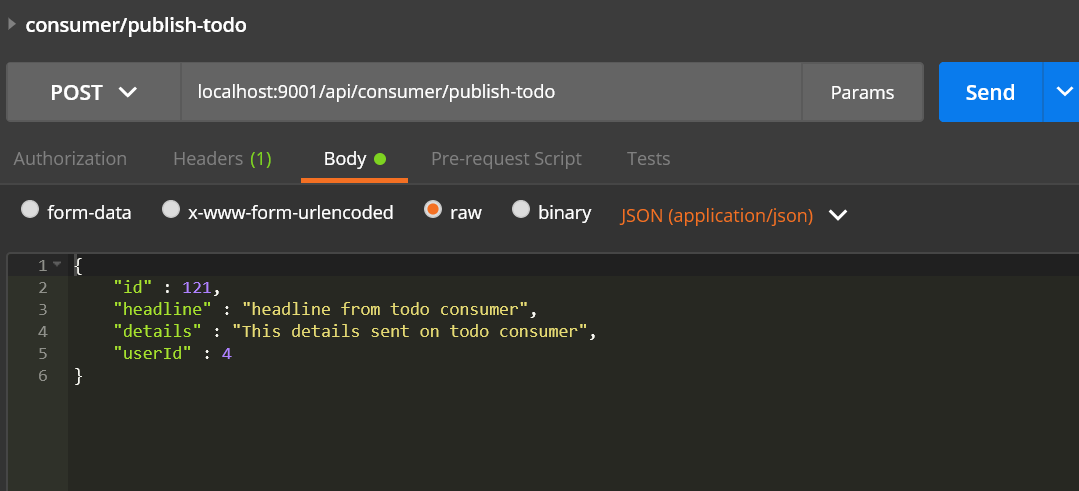 consumer/publish-todo
POST localhost:9001/api/consumer/publish-todo Params Send
Authorization Headers (1) Body Pre-request Script Tests
form-data x-www-form-urlencoded raw binary JSON (application/json)
1 {
2 "id" : 121,
3 "headline" : "headline from todo consumer",
4 "details" : "This details sent on todo consumer",
5 "userId" : 4
6 }